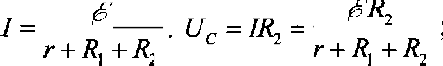 I = ℰ / (r + R₁ + R₂). U_C = IR₂ = ℰR₂ / (r + R₁ + R₂) ;